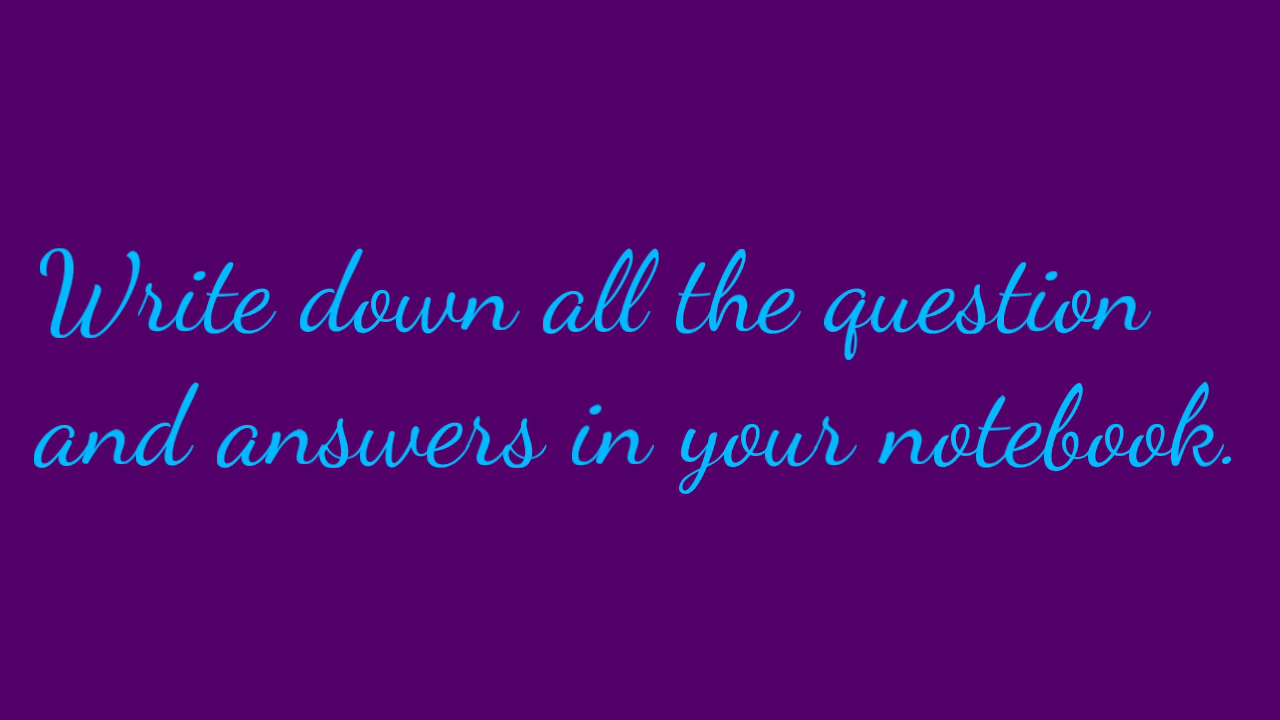 Write down all the question
and answers in your notebook.